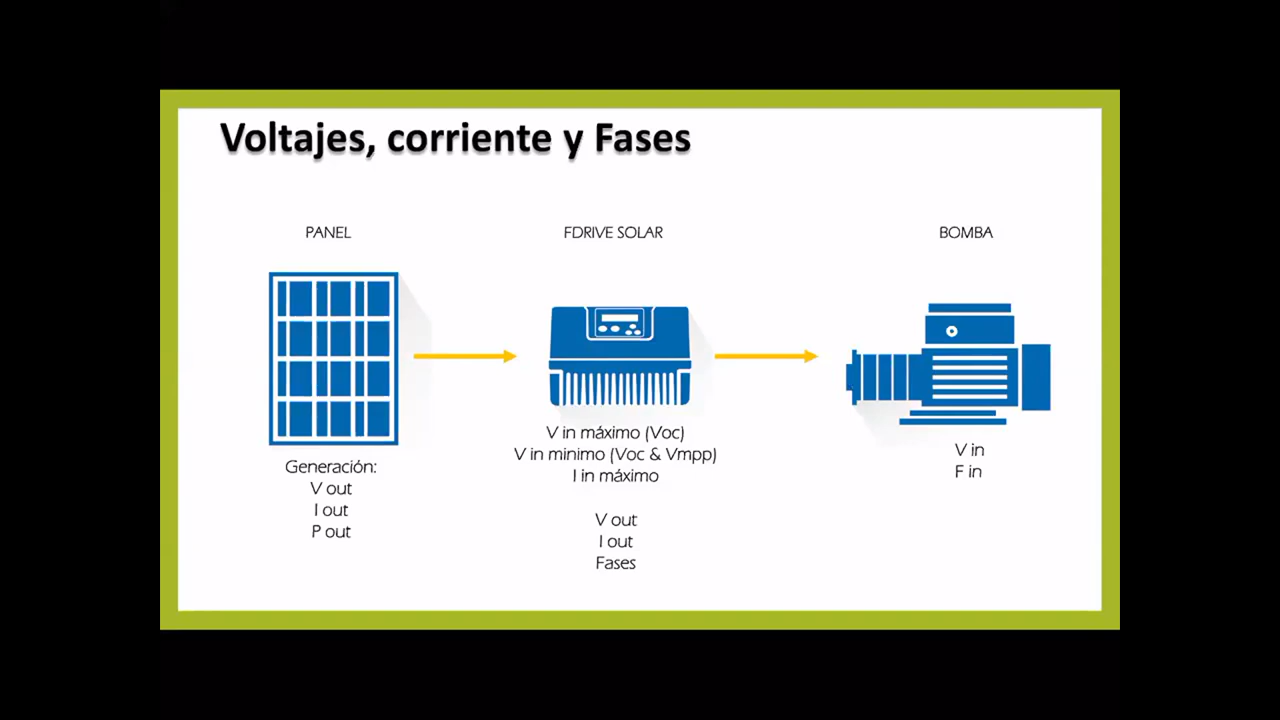 Voltajes, corriente y Fases
PANEL
FDRIVE SOLAR
BOMBA
Generación:
V out
I out
P out
V in máximo (Voc)
V in minimo (Voc & Vmpp)
I in máximo
V out
I out
Fases
V in
F in